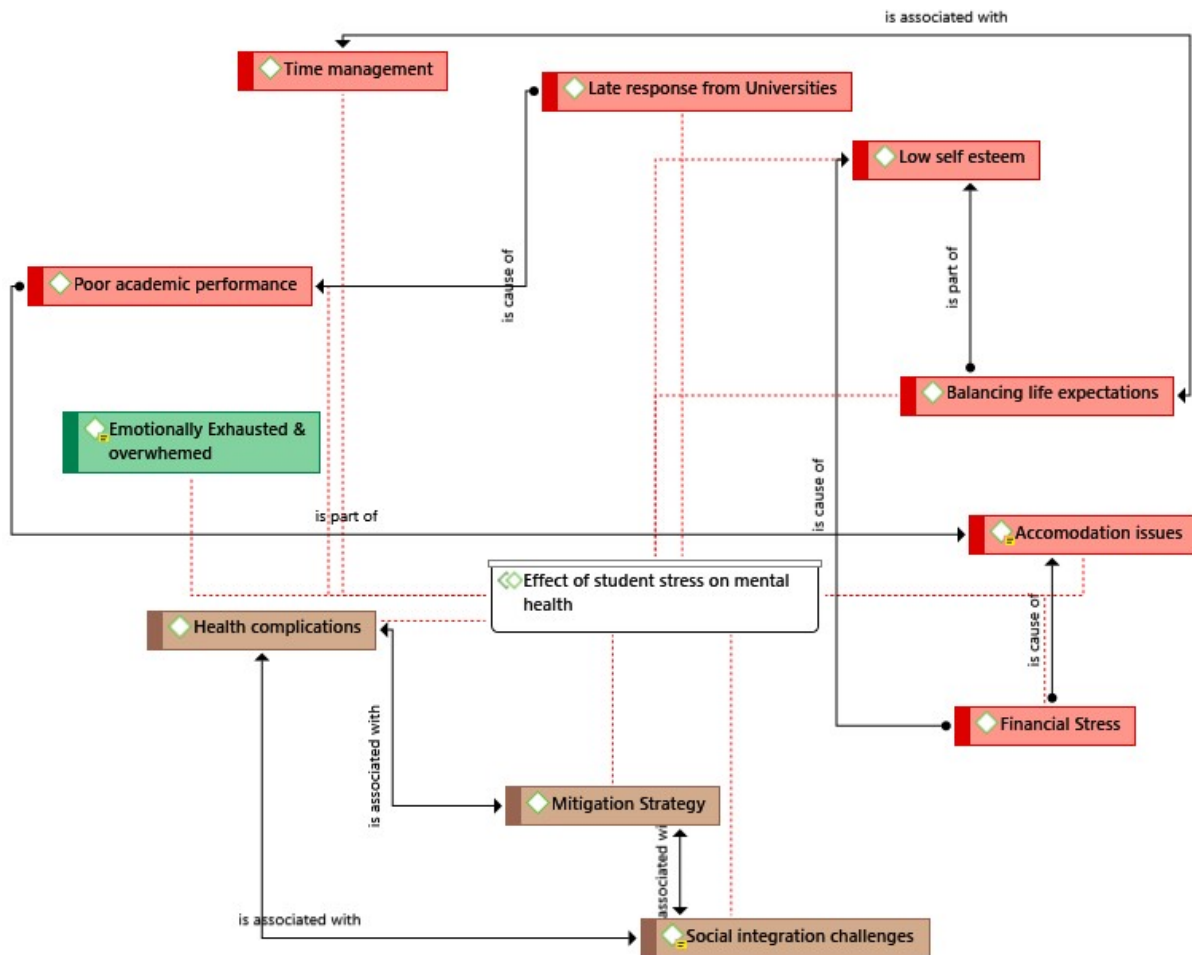 is associated with
Time management
Late response from Universities
Low self esteem
is cause of
is part of
Poor academic performance
Balancing life expectations
Emotionally Exhausted &
overwhemed
is cause of
is part of
Accomodation issues
Effect of student stress on mental
health
is cause of
Health complications
Financial Stress
is associated with
Mitigation Strategy
associated wi
Social integration challenges
is associated with